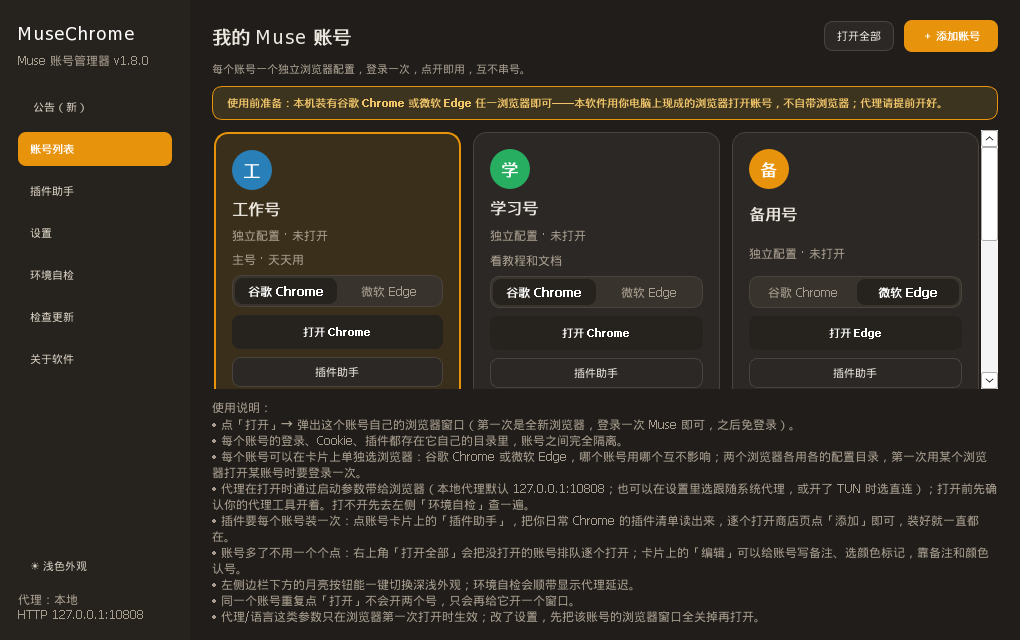 MuseChrome
Muse 账号管理器 v1.8.0
公告（新）
账号列表
插件助手
设置
环境自检
检查更新
关于软件
☀ 浅色外观
代理：本地
HTTP 127.0.0.1:10808
我的 Muse 账号
打开全部
+ 添加账号
每个账号一个独立浏览器配置，登录一次，点开即用，互不串号。
使用前准备：本机装有谷歌 Chrome 或微软 Edge 任一浏览器即可——本软件用你电脑上现成的浏览器打开账号，不自带浏览器；代理请提前开好。
工
工作号
独立配置 · 未打开
主号 · 天天用
谷歌 Chrome
微软 Edge
打开 Chrome
插件助手
学
学习号
独立配置 · 未打开
看教程和文档
谷歌 Chrome
微软 Edge
打开 Chrome
插件助手
备
备用号
独立配置 · 未打开
谷歌 Chrome
微软 Edge
打开 Edge
插件助手
使用说明：
• 点「打开」→ 弹出这个账号自己的浏览器窗口（第一次是全新浏览器，登录一次 Muse 即可，之后免登录）。
• 每个账号的登录、Cookie、插件都存在它自己的目录里，账号之间完全隔离。
• 每个账号可以在卡片上单独选浏览器：谷歌 Chrome 或微软 Edge，哪个账号用哪个互不影响；两个浏览器各用各的配置目录，第一次用某个浏览
器打开某账号时要登录一次。
• 代理在打开时通过启动参数带给浏览器（本地代理默认 127.0.0.1:10808；也可以在设置里选跟随系统代理，或开了 TUN 时选直连）；打开前先确
认你的代理工具开着。打不开先去左侧「环境自检」查一遍。
• 插件要每个账号装一次：点账号卡片上的「插件助手」，把你日常 Chrome 的插件清单读出来，逐个打开商店页点「添加」即可，装好就一直都
在。
• 账号多了不用一个个点：右上角「打开全部」会把没打开的账号排队逐个打开；卡片上的「编辑」可以给账号写备注、选颜色标记，靠备注和颜色
认号。
• 左侧边栏下方的月亮按钮能一键切换深浅外观；环境自检会顺带显示代理延迟。
• 同一个账号重复点「打开」不会开两个号，只会再给它开一个窗口。
• 代理/语言这类参数只在浏览器第一次打开时生效；改了设置，先把该账号的浏览器窗口全关掉再打开。